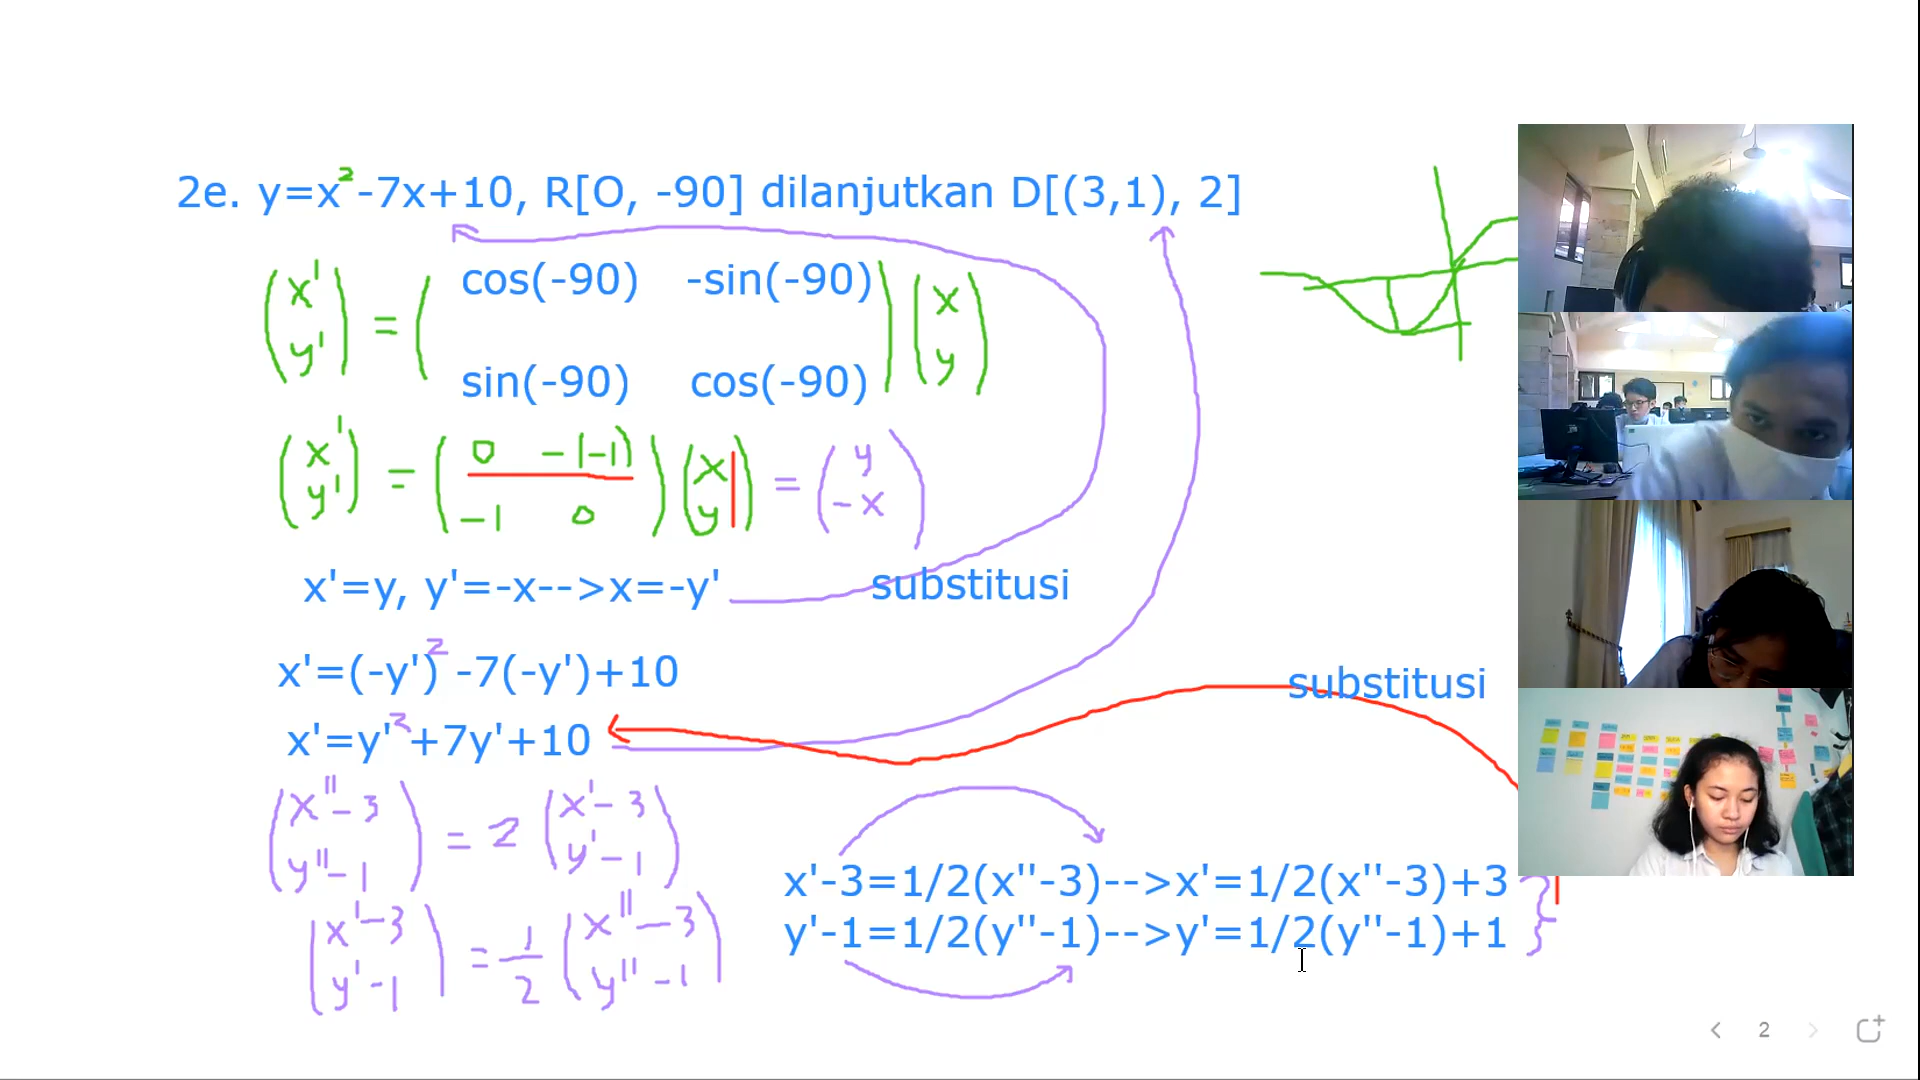 2e. y=x²-7x+10, R[O, -90] dilanjutkan D[(3,1), 2]
(x' y') = (cos(-90) -sin(-90) sin(-90) cos(-90)) (x y)
(x' y') = (0 -(-1) -1 0) (x y) = (y -x)
x'=y, y'=-x-->x=-y' substitusi
x'=(-y')² -7(-y')+10
substitusi
x'=y'²+7y'+10
(x''-3 y''-1) = 2 (x'-3 y'-1)
(x'-3 y'-1) = 1/2 (x''-3 y''-1)
x'-3=1/2(x''-3)-->x'=1/2(x''-3)+3
y'-1=1/2(y''-1)-->y'=1/2(y''-1)+1
2